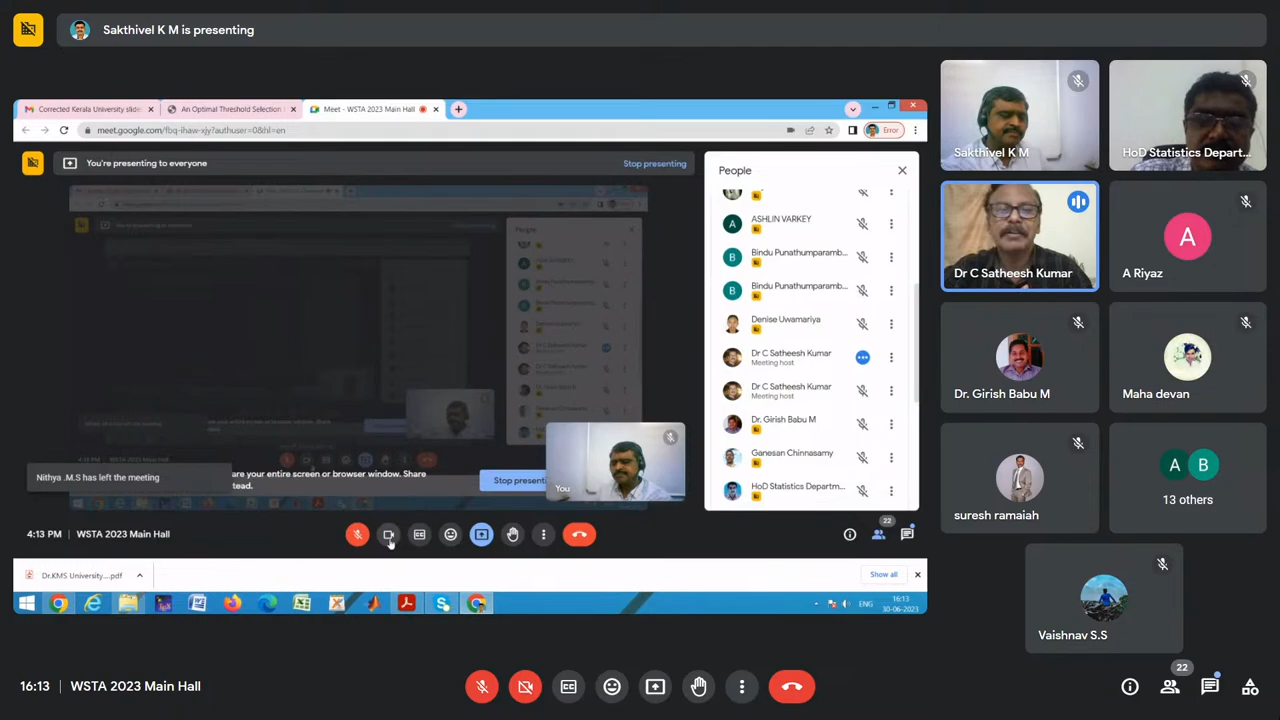 Sakthivel K M is presenting
Corrected Kerala University slide
An Optimal Threshold Selection
Meet - WSTA 2023 Main Hall
meet.google.com/fbq-ihaw-xjy?authuser=0&hl=en
Error
You're presenting to everyone
Stop presenting
People
ASHLIN VARKEY
Bindu Punathumparamb...
Bindu Punathumparamb...
Denise Uwamariya
Dr C Satheesh Kumar
Meeting host
Dr C Satheesh Kumar
Meeting host
Dr. Girish Babu M
Ganesan Chinnasamy
HoD Statistics Departm...
Nithya .M.S has left the meeting
are your entire screen or browser window. Share
tead.
Stop present
You
4:13 PM
WSTA 2023 Main Hall
22
Dr.KMS University....pdf
Show all
ENG
16:13
30-06-2023
Sakthivel K M
HoD Statistics Depart...
Dr C Satheesh Kumar
A
A Riyaz
Dr. Girish Babu M
Maha devan
suresh ramaiah
A B
13 others
Vaishnav S.S
16:13 | WSTA 2023 Main Hall
22